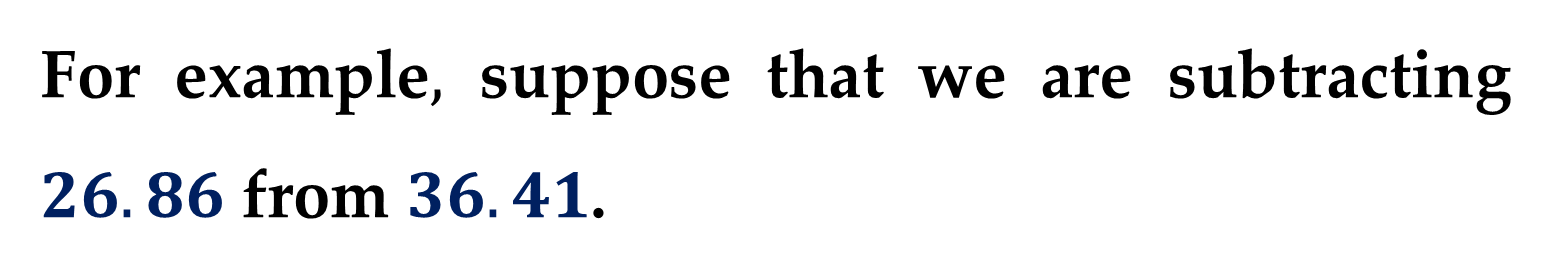 For example, suppose that we are subtracting
26.86 from 36.41.